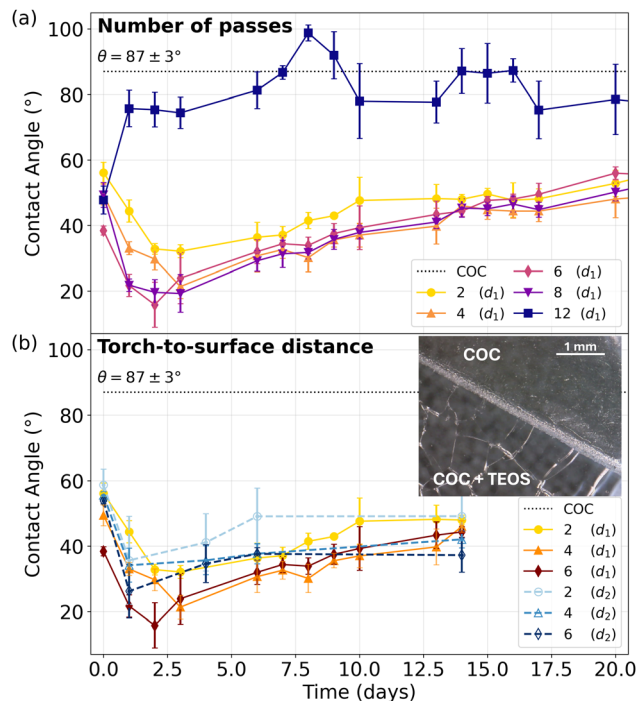 (a)
Number of passes
θ = 87 ± 3°
100
80
60
40
20
Contact Angle (°)
COC
2 (d₁)
4 (d₁)
6 (d₁)
8 (d₁)
12 (d₁)
(b)
Torch-to-surface distance
θ = 87 ± 3°
100
80
60
40
20
Contact Angle (°)
COC
1 mm
COC + TEOS
COC
2 (d₁)
4 (d₁)
6 (d₁)
2 (d₂)
4 (d₂)
6 (d₂)
0.0 2.5 5.0 7.5 10.0 12.5 15.0 17.5 20.0
Time (days)